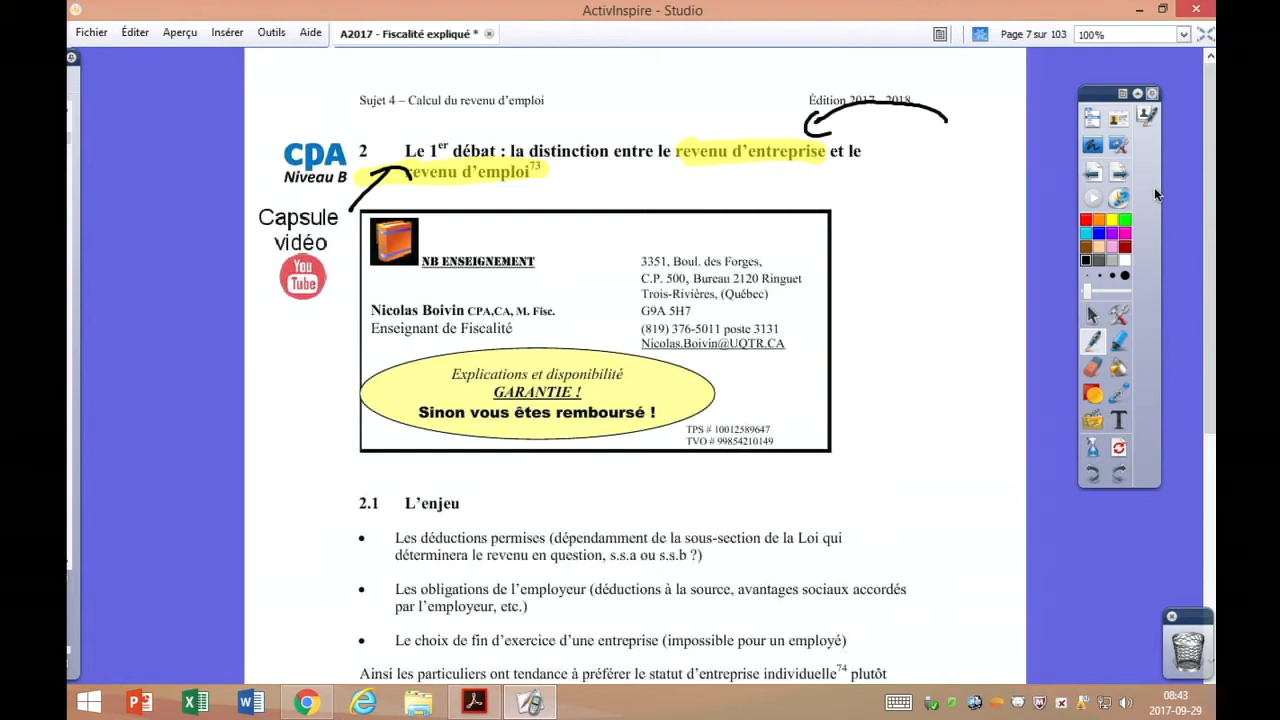 ActivInspire - Studio
Fichier Éditer Aperçu Insérer Outils Aide
A2017 - Fiscalité expliqué *
Page 7 sur 103
100%
Sujet 4 – Calcul du revenu d'emploi
Édition 2017 - 2018
CPA
Niveau B
2 Le 1er débat : la distinction entre le revenu d'entreprise et le
revenu d'emploi73
Capsule
vidéo
You
Tube
NB ENSEIGNEMENT
3351, Boul. des Forges,
C.P. 500, Bureau 2120 Ringuet
Trois-Rivières, (Québec)
Nicolas Boivin CPA,CA, M. Fisc.
G9A 5H7
Enseignant de Fiscalité
(819) 376-5011 poste 3131
Nicolas.Boivin@UQTR.CA
Explications et disponibilité
GARANTIE !
Sinon vous êtes remboursé !
TPS # 10012589647
TVO # 99854210149
2.1 L'enjeu
• Les déductions permises (dépendamment de la sous-section de la Loi qui
déterminera le revenu en question, s.s.a ou s.s.b ?)
• Les obligations de l'employeur (déductions à la source, avantages sociaux accordés
par l'employeur, etc.)
• Le choix de fin d'exercice d'une entreprise (impossible pour un employé)
Ainsi les particuliers ont tendance à préférer le statut d'entreprise individuelle74 plutôt
08:43
2017-09-29